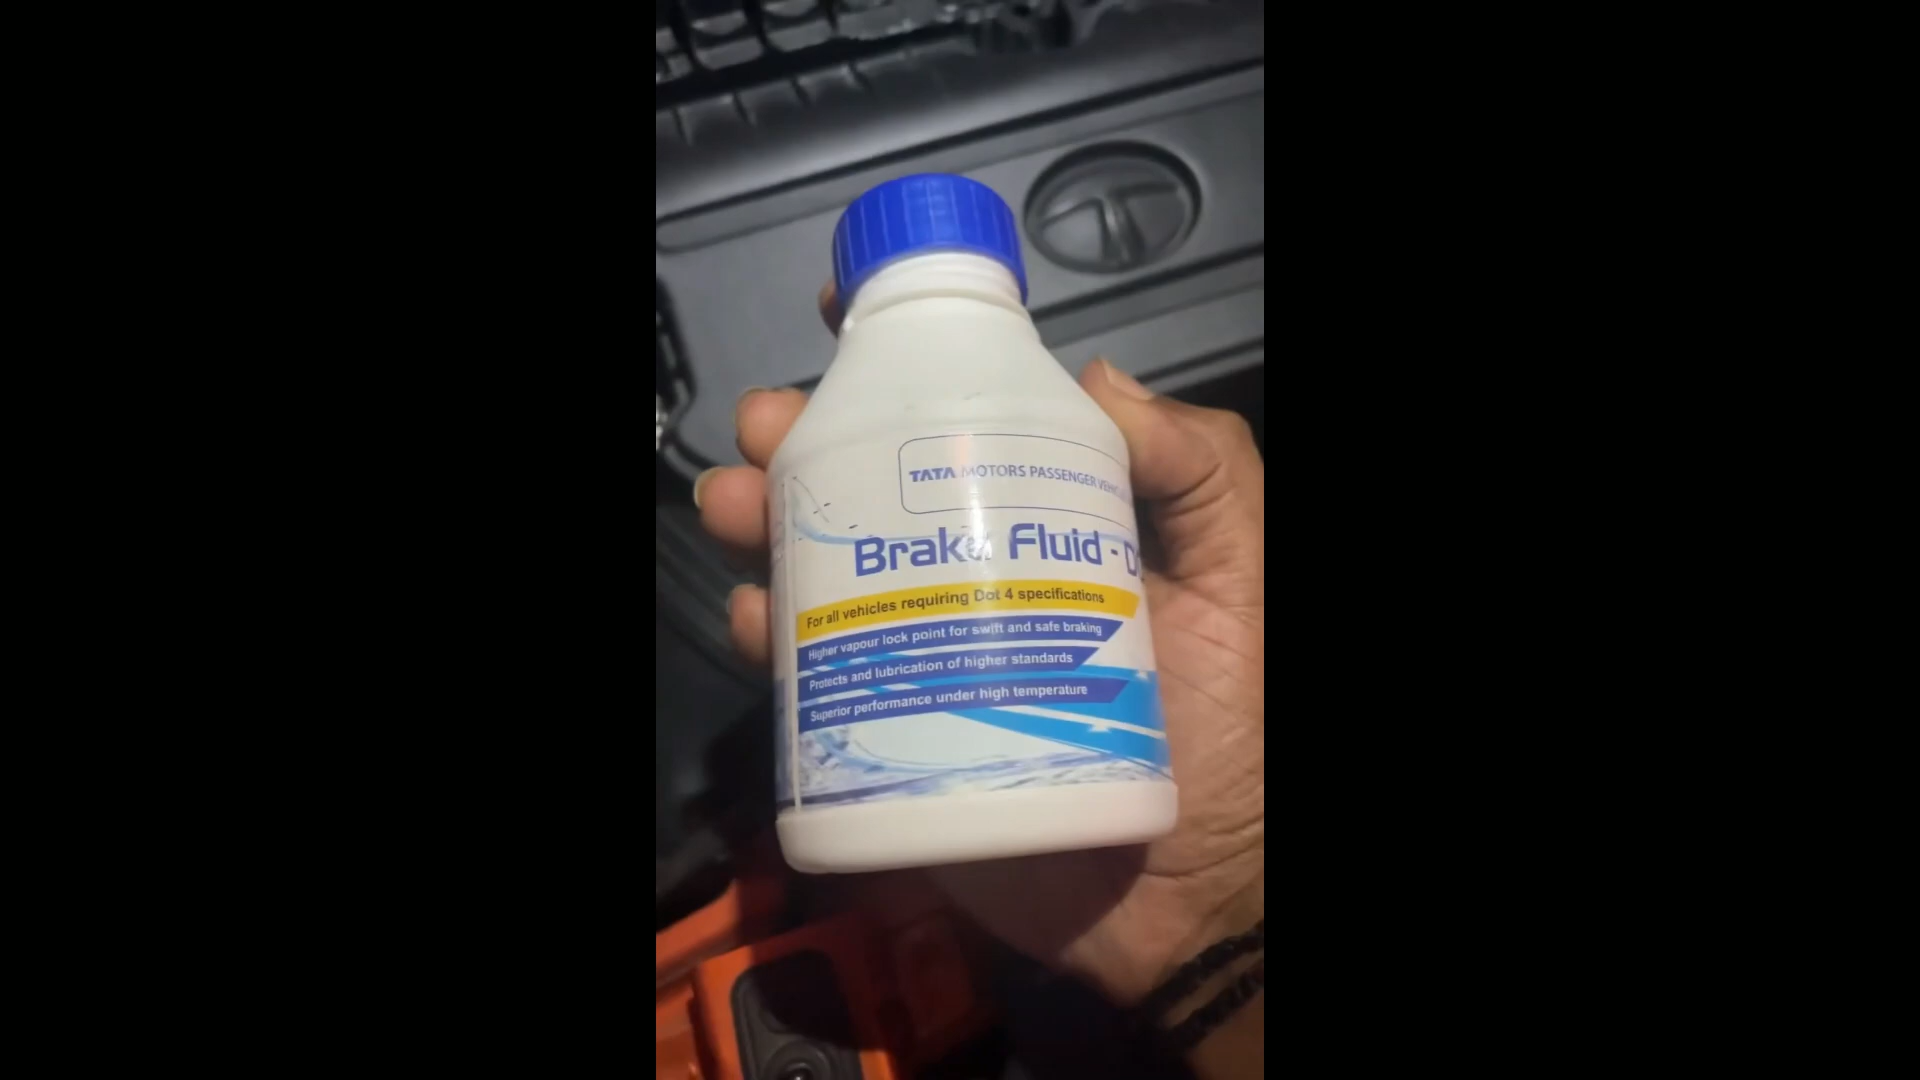 TATA MOTORS PASSENGER
Brake Fluid -
For all vehicles requiring Dot 4 specifications
Higher vapour lock point for swift and safe braking
Protects and lubrication of higher standards
Superior performance under high temperature